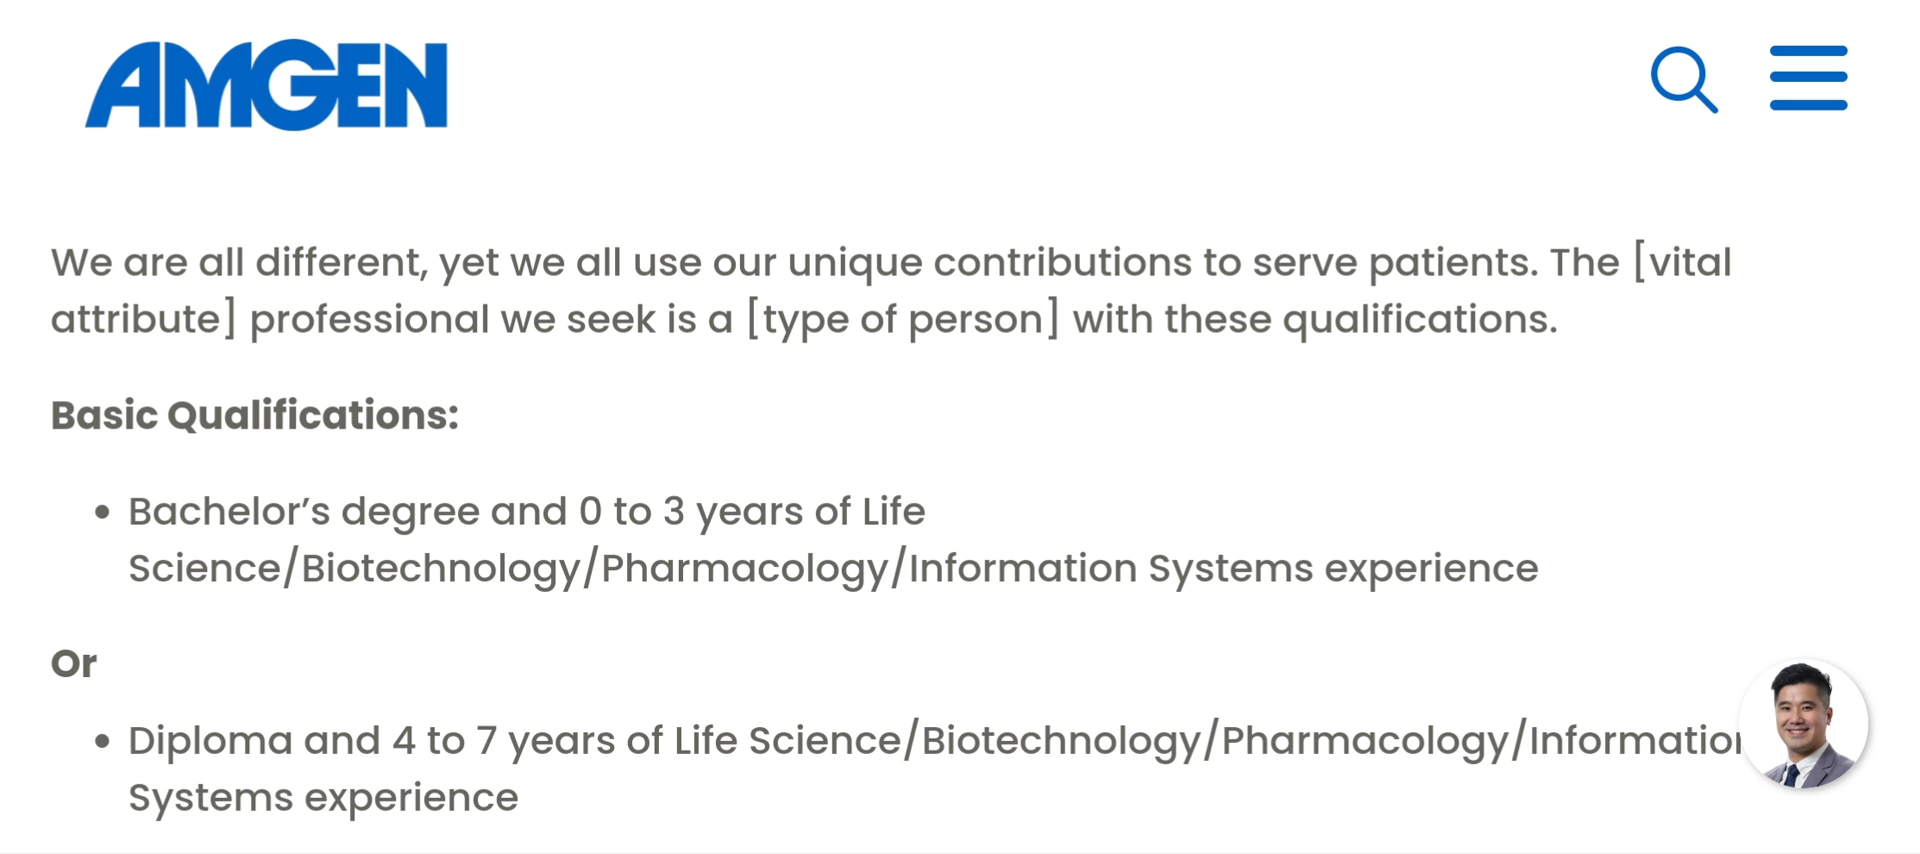 AMGEN
We are all different, yet we all use our unique contributions to serve patients. The [vital
attribute] professional we seek is a [type of person] with these qualifications.
Basic Qualifications:
• Bachelor’s degree and 0 to 3 years of Life
Science/Biotechnology/Pharmacology/Information Systems experience
Or
• Diploma and 4 to 7 years of Life Science/Biotechnology/Pharmacology/Information
Systems experience